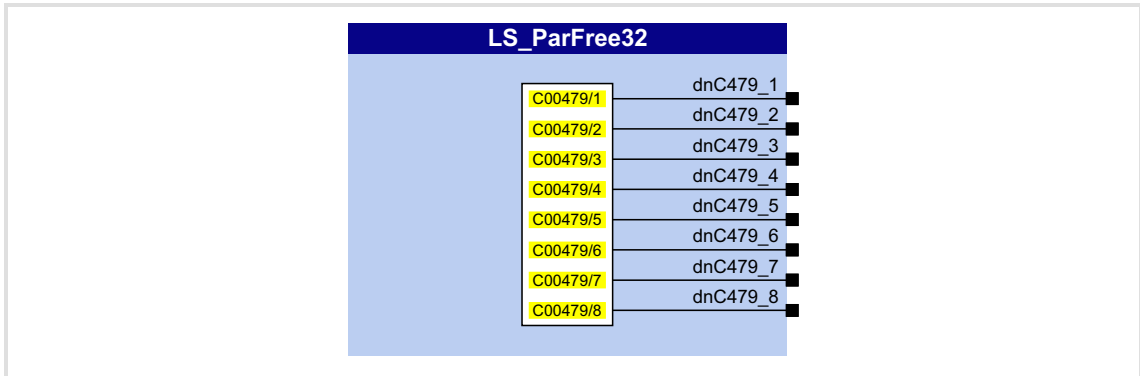 LS_ParFree32
C00479/1 dnC479_1
C00479/2 dnC479_2
C00479/3 dnC479_3
C00479/4 dnC479_4
C00479/5 dnC479_5
C00479/6 dnC479_6
C00479/7 dnC479_7
C00479/8 dnC479_8